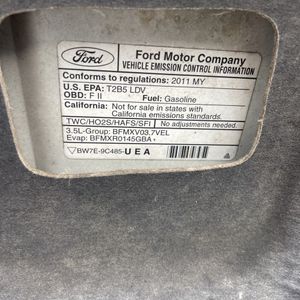 Ford
Ford Motor Company
VEHICLE EMISSION CONTROL INFORMATION
Conforms to regulations: 2011 MY
U.S. EPA: T2B5 LDV
OBD: F II Fuel: Gasoline
California: Not for sale in states with
California emissions standards.
TWC/HO2S/HAFS/SFI No adjustments needed.
3.5L-Group: BFMXV03.7VEL
Evap: BFMXR0145GBA
BW7E-9C485-UEA